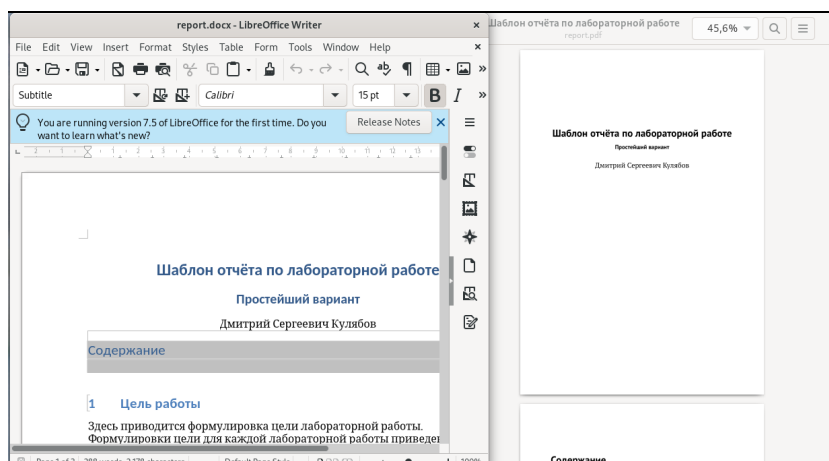 report.docx - LibreOffice Writer
File Edit View Insert Format Styles Table Form Tools Window Help
Subtitle
Calibri
15 pt
B I
You are running version 7.5 of LibreOffice for the first time. Do you
want to learn what's new?
Release Notes
Шаблон отчёта по лабораторной работе
Простейший вариант
Дмитрий Сергеевич Кулябов
Содержание
1 Цель работы
Здесь приводится формулировка цели лабораторной работы.
Формулировки цели для каждой лабораторной работы приведен
Шаблон отчёта по лабораторной работе
report.pdf
45,6%
Шаблон отчёта по лабораторной работе
Простейший вариант
Дмитрий Сергеевич Кулябов
Содержание